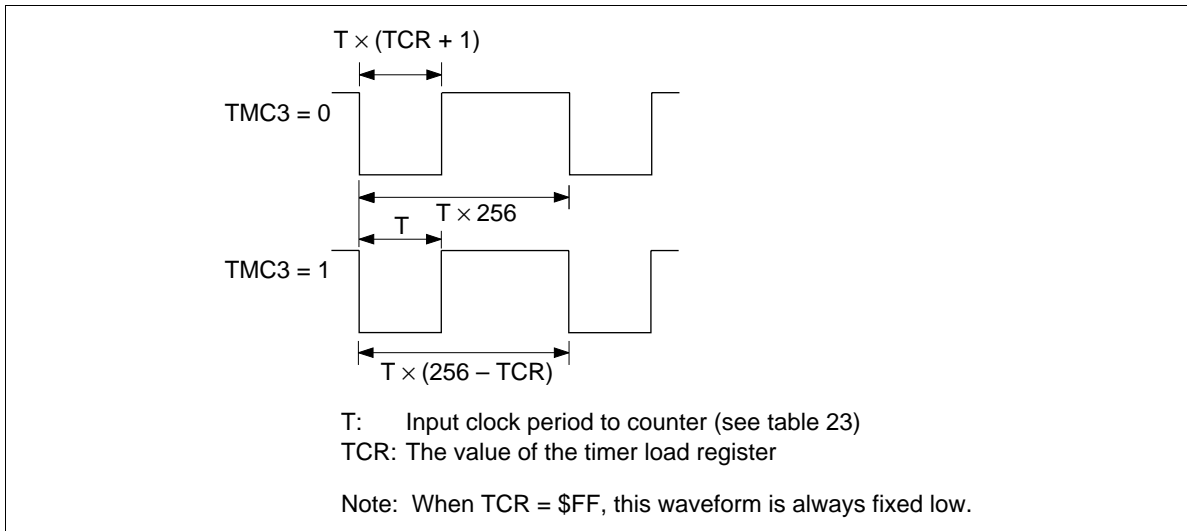 T × (TCR + 1)
TMC3 = 0
T × 256
T
TMC3 = 1
T × (256 – TCR)
T: Input clock period to counter (see table 23)
TCR: The value of the timer load register
Note: When TCR = $FF, this waveform is always fixed low.